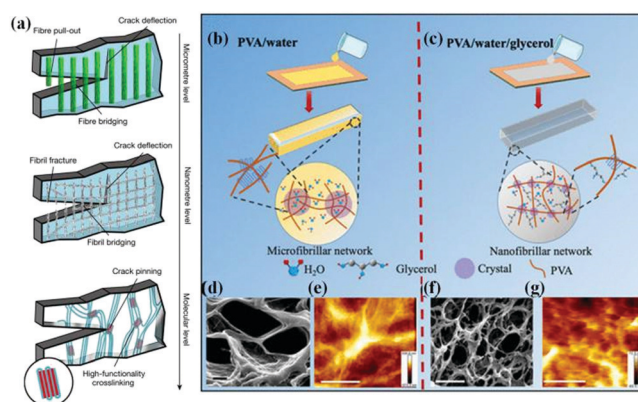 (a)
Fibre pull-out
Crack deflection
Fibre bridging
Micrometre level
Crack deflection
Fibril fracture
Fibril bridging
Nanometre level
Crack pinning
Molecular level
High-functionality
crosslinking
(b)
PVA/water
Microfibrillar network
(c)
PVA/water/glycerol
Nanofibrillar network
H₂O
Glycerol
Crystal
PVA
(d)
(e)
(f)
(g)